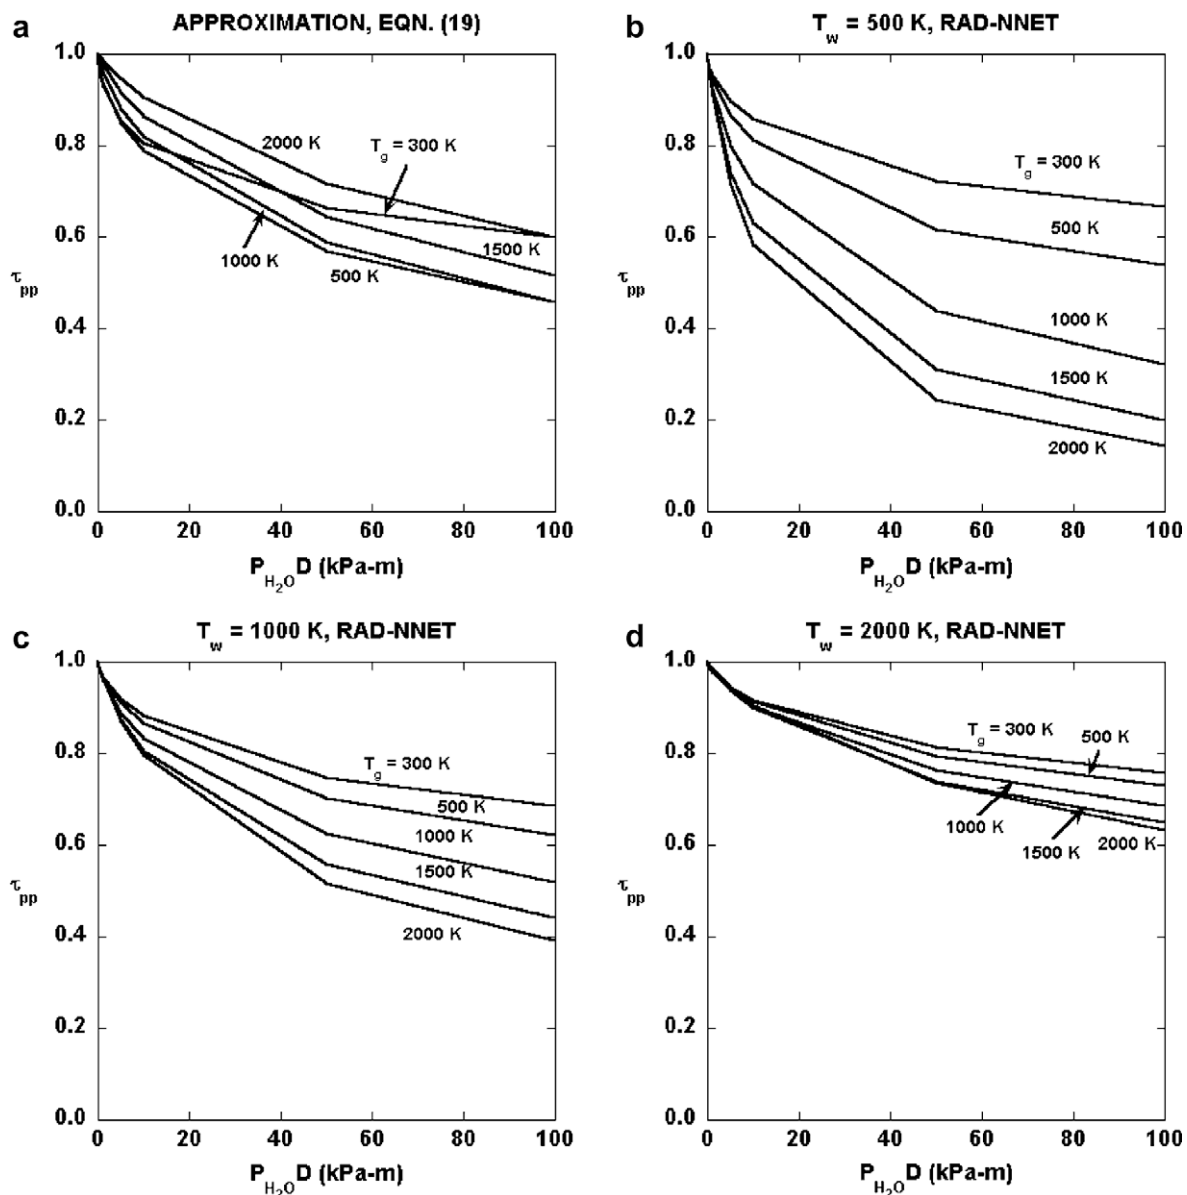 a
APPROXIMATION, EQN. (19)
1.0
0.8
0.6
0.4
0.2
0.0
τpp
2000 K
Tg = 300 K
1500 K
1000 K
500 K
0 20 40 60 80 100
PH2OD (kPa-m)
b
Tw = 500 K, RAD-NNET
1.0
0.8
0.6
0.4
0.2
0.0
τpp
Tg = 300 K
500 K
1000 K
1500 K
2000 K
0 20 40 60 80 100
PH2OD (kPa-m)
c
Tw = 1000 K, RAD-NNET
1.0
0.8
0.6
0.4
0.2
0.0
τpp
Tg = 300 K
500 K
1000 K
1500 K
2000 K
0 20 40 60 80 100
PH2OD (kPa-m)
d
Tw = 2000 K, RAD-NNET
1.0
0.8
0.6
0.4
0.2
0.0
τpp
Tg = 300 K
500 K
1000 K
1500 K
2000 K
0 20 40 60 80 100
PH2OD (kPa-m)